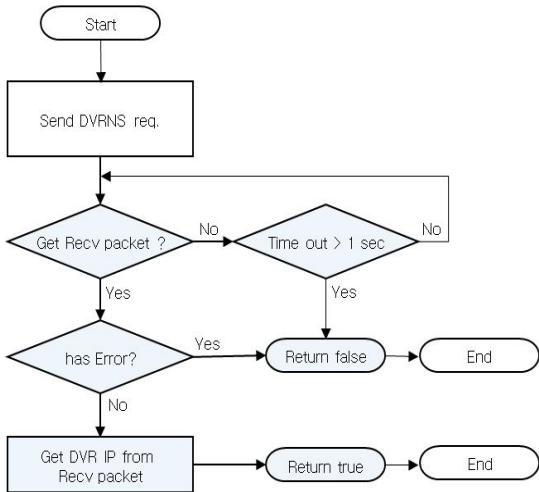 Start
Send DVRNS req.
Get Recv packet ?
No
Time out > 1 sec
No
Yes
Yes
has Error?
Yes
Return false
End
No
Get DVR IP from
Recv packet
Return true
End